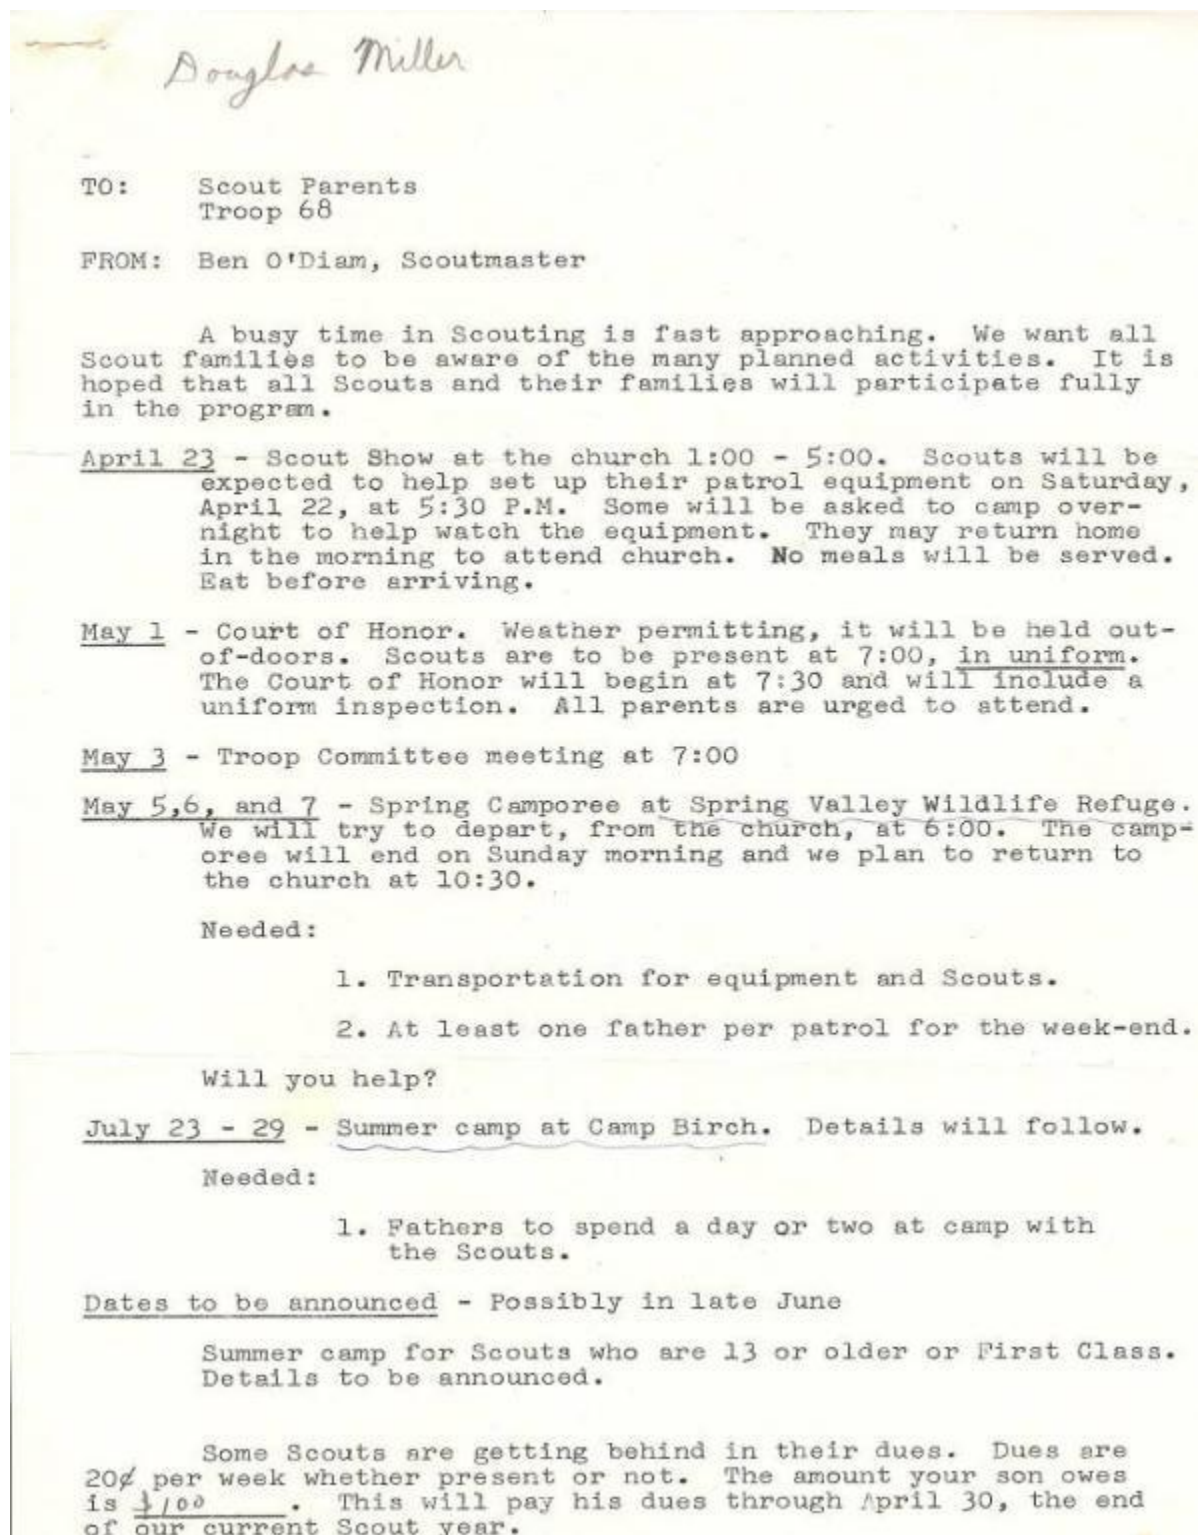 Douglas Miller
TO: Scout Parents
Troop 68
FROM: Ben O'Diam, Scoutmaster
A busy time in Scouting is fast approaching. We want all
Scout families to be aware of the many planned activities. It is
hoped that all Scouts and their families will participate fully
in the program.
April 23 - Scout Show at the church 1:00 - 5:00. Scouts will be
expected to help set up their patrol equipment on Saturday,
April 22, at 5:30 P.M. Some will be asked to camp over-
night to help watch the equipment. They may return home
in the morning to attend church. No meals will be served.
Eat before arriving.
May 1 - Court of Honor. Weather permitting, it will be held out-
of-doors. Scouts are to be present at 7:00, in uniform.
The Court of Honor will begin at 7:30 and will include a
uniform inspection. All parents are urged to attend.
May 3 - Troop Committee meeting at 7:00
May 5,6, and 7 - Spring Camporee at Spring Valley Wildlife Refuge.
We will try to depart, from the church, at 6:00. The camp-
oree will end on Sunday morning and we plan to return to
the church at 10:30.
Needed:
1. Transportation for equipment and Scouts.
2. At least one father per patrol for the week-end.
Will you help?
July 23 - 29 - Summer camp at Camp Birch. Details will follow.
Needed:
1. Fathers to spend a day or two at camp with
the Scouts.
Dates to be announced - Possibly in late June
Summer camp for Scouts who are 13 or older or First Class.
Details to be announced.
Some Scouts are getting behind in their dues. Dues are
20¢ per week whether present or not. The amount your son owes
is $100. This will pay his dues through April 30, the end
of our current Scout year.